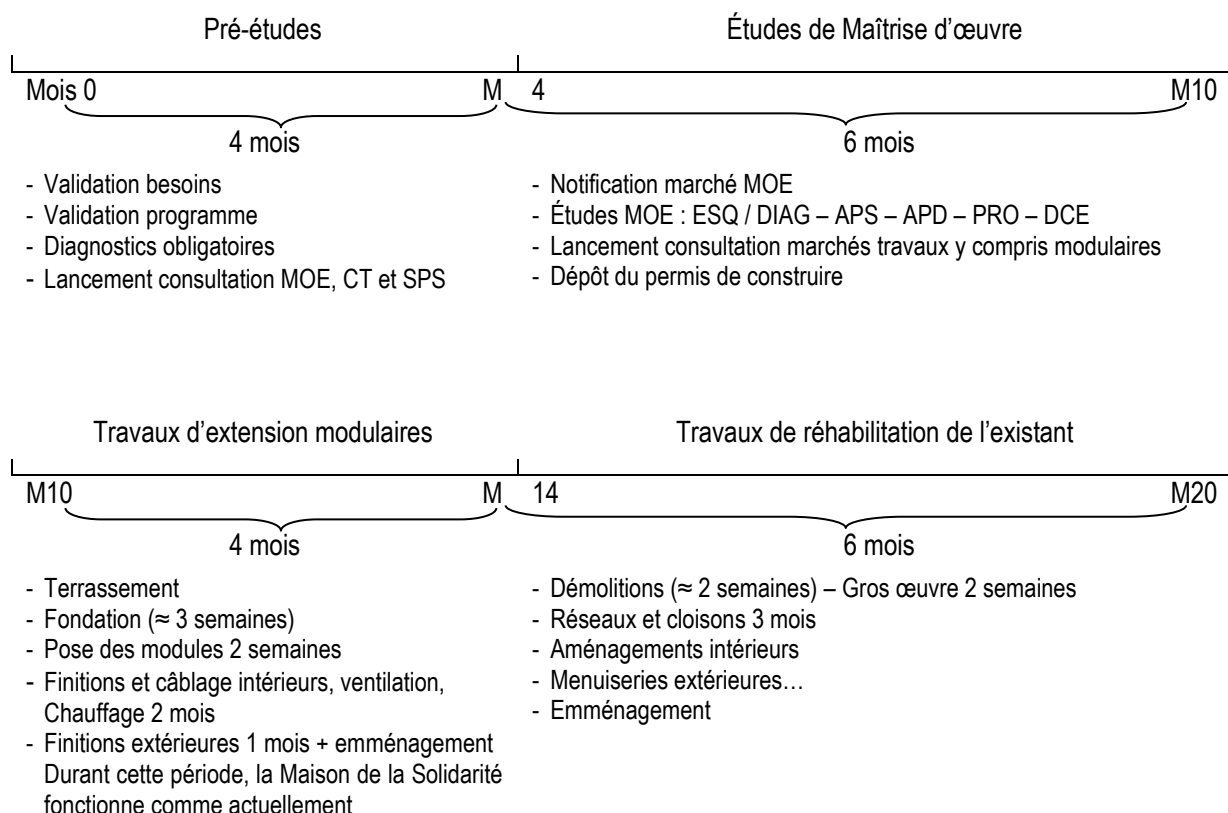 Pré-études
Mois 0 M
4 mois
- Validation besoins
- Validation programme
- Diagnostics obligatoires
- Lancement consultation MOE, CT et SPS
Études de Maîtrise d'œuvre
4 M10
6 mois
- Notification marché MOE
- Études MOE : ESQ / DIAG – APS – APD – PRO – DCE
- Lancement consultation marchés travaux y compris modulaires
- Dépôt du permis de construire
Travaux d'extension modulaires
M10 M
4 mois
- Terrassement
- Fondation (≈ 3 semaines)
- Pose des modules 2 semaines
- Finitions et câblage intérieurs, ventilation,
Chauffage 2 mois
- Finitions extérieures 1 mois + emménagement
Durant cette période, la Maison de la Solidarité
fonctionne comme actuellement
Travaux de réhabilitation de l'existant
14 M20
6 mois
- Démolitions (≈ 2 semaines) – Gros œuvre 2 semaines
- Réseaux et cloisons 3 mois
- Aménagements intérieurs
- Menuiseries extérieures…
- Emménagement